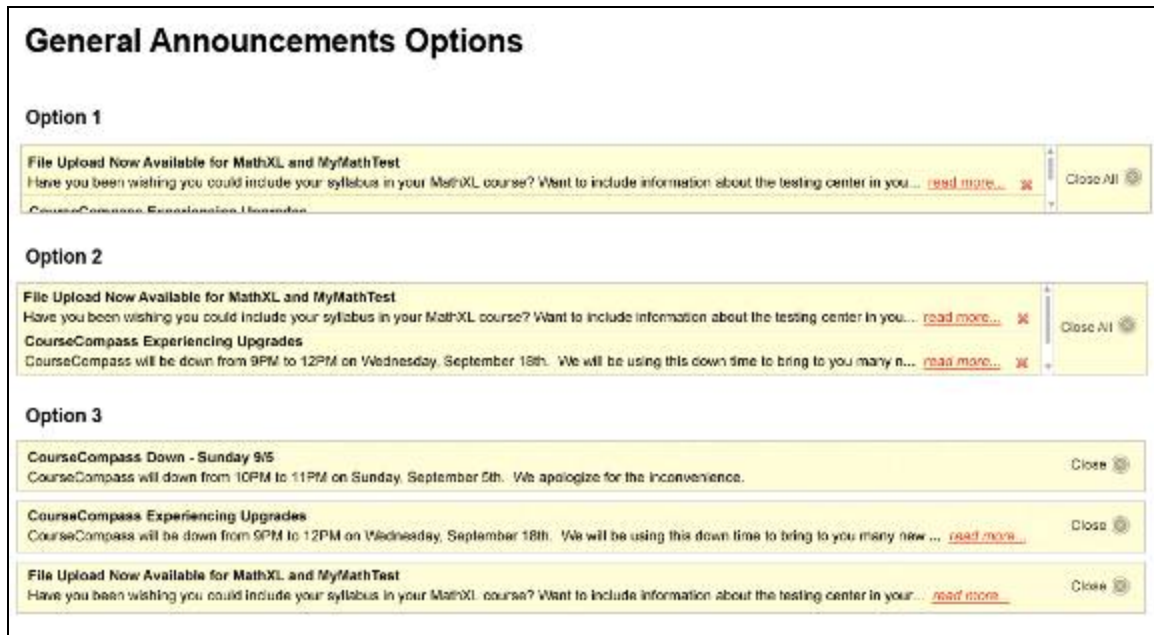 General Announcements Options
Option 1
File Upload Now Available for MathXL and MyMathTest
Have you been wishing you could include your syllabus in your MathXL course? Want to include information about the testing center in you... read more...
Close All
CourseCompass Experiencing Upgrades
Option 2
File Upload Now Available for MathXL and MyMathTest
Have you been wishing you could include your syllabus in your MathXL course? Want to include information about the testing center in you... read more...
CourseCompass Experiencing Upgrades
Close All
CourseCompass will be down from 9PM to 12PM on Wednesday, September 18th. We will be using this down time to bring to you many n... read more...
Option 3
CourseCompass Down - Sunday 9/5
Close
CourseCompass will down from 10PM to 11PM on Sunday, September 5th. We apologize for the inconvenience.
CourseCompass Experiencing Upgrades
Close
CourseCompass will be down from 9PM to 12PM on Wednesday, September 18th. We will be using this down time to bring to you many new ... read more...
File Upload Now Available for MathXL and MyMathTest
Close
Have you been wishing you could include your syllabus in your MathXL course? Want to include information about the testing center in your... read more...